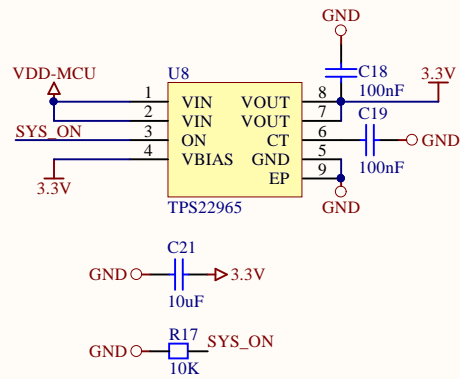 GND
VDD-MCU
U8
C18
100nF
3.3V
1 VIN VOUT 8
2 VIN VOUT 7
C19
SYS_ON
3 ON CT 6
GND
100nF
4 VBIAS GND 5
EP 9
3.3V
TPS22965
GND
C21
GND
3.3V
10uF
R17
SYS_ON
GND
10K